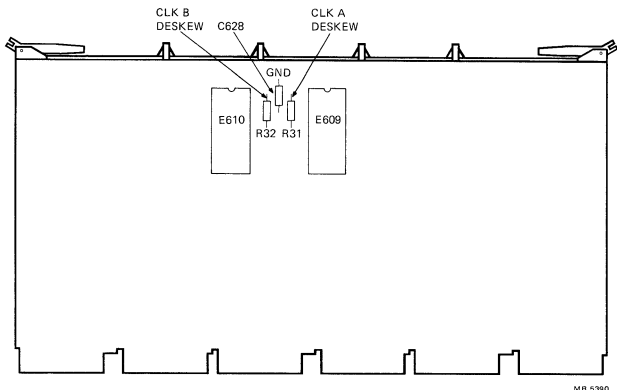 CLK B
DESKEW
C628
CLK A
DESKEW
GND
E610
R32
R31
E609
MR 5390